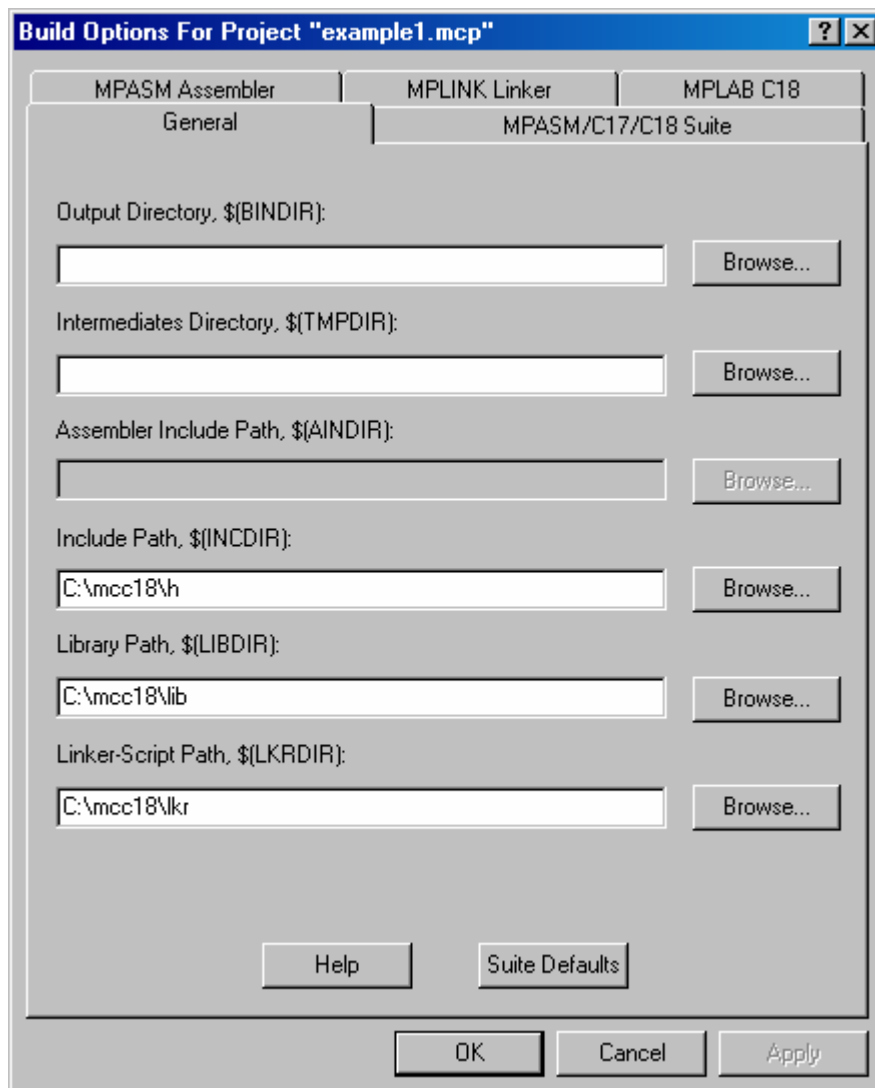 Build Options For Project "example1.mcp"
MPASM Assembler MPLINK Linker MPLAB C18
General MPASM/C17/C18 Suite
Output Directory, $(BINDIR):
Browse...
Intermediates Directory, $(TMPDIR):
Browse...
Assembler Include Path, $(AINDIR):
Browse...
Include Path, $(INCDIR):
C:\mcc18\h Browse...
Library Path, $(LIBDIR):
C:\mcc18\lib Browse...
Linker-Script Path, $(LKRDIR):
C:\mcc18\lkr Browse...
Help Suite Defaults
OK Cancel Apply